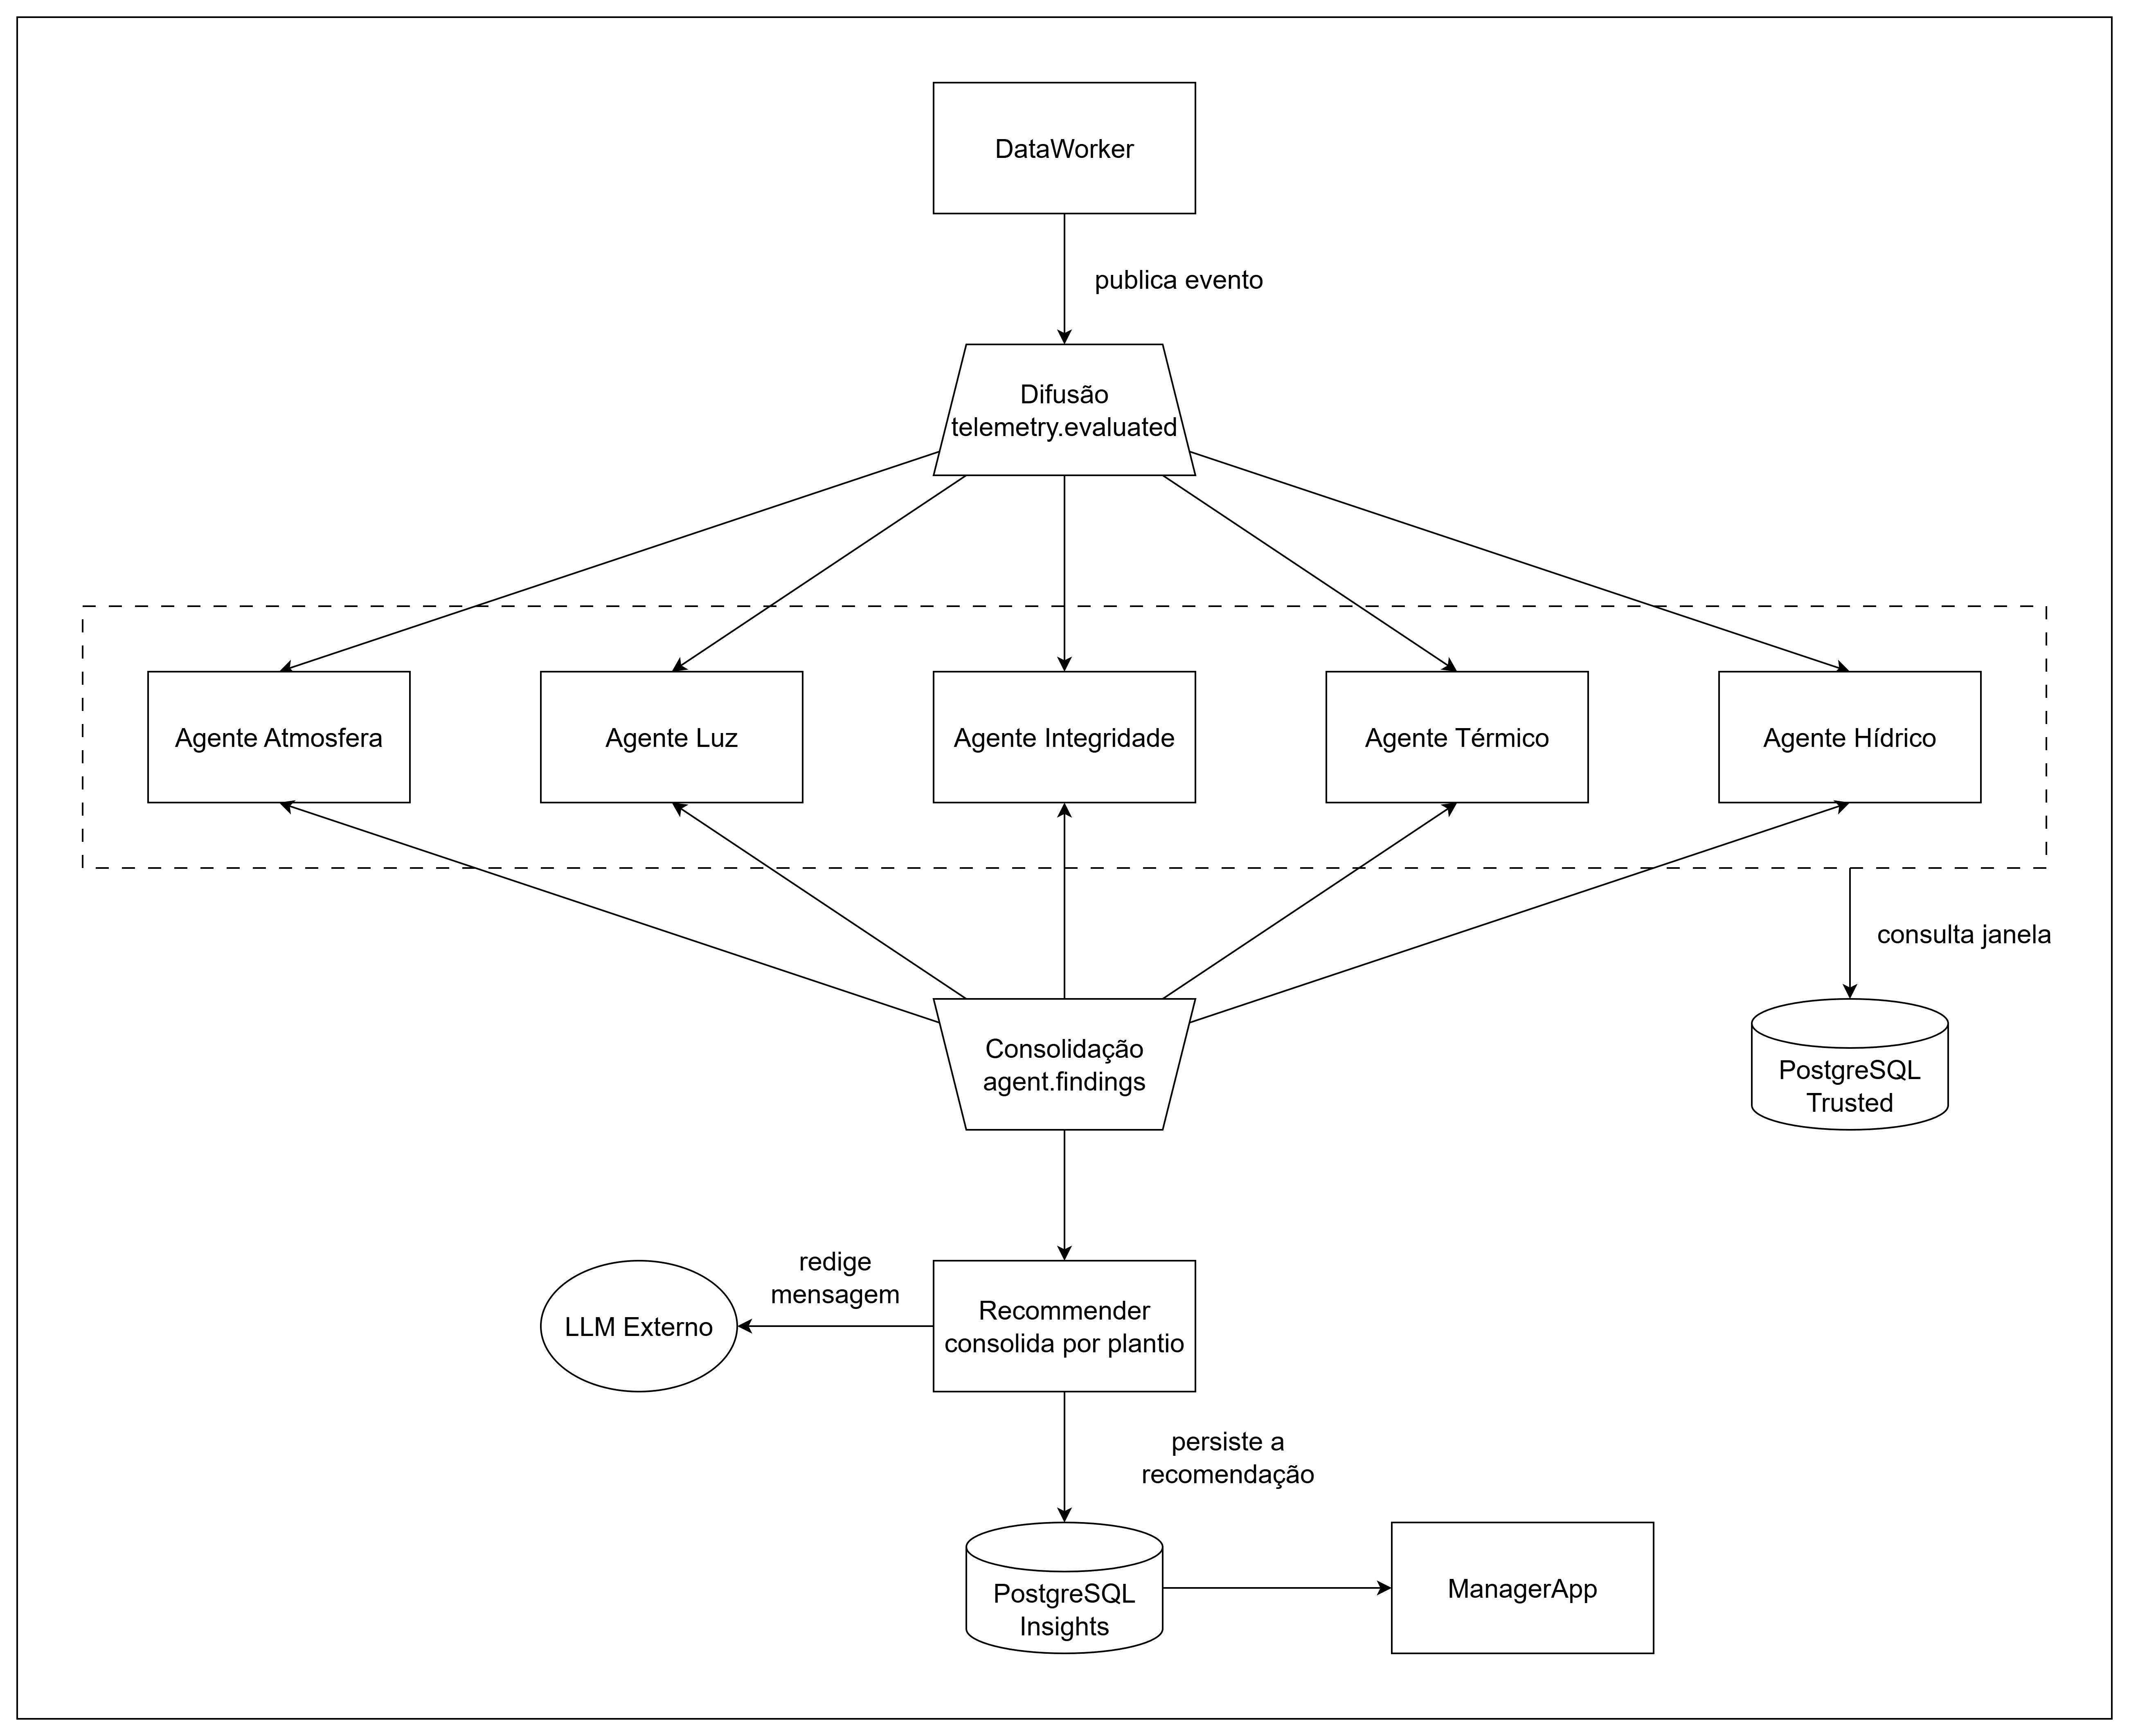 DataWorker
publica evento
Difusão
telemetry.evaluated
Agente Atmosfera
Agente Luz
Agente Integridade
Agente Térmico
Agente Hídrico
consulta janela
Consolidação
agent.findings
PostgreSQL
Trusted
redige
mensagem
LLM Externo
Recommender
consolida por plantio
persiste a
recomendação
PostgreSQL
Insights
ManagerApp